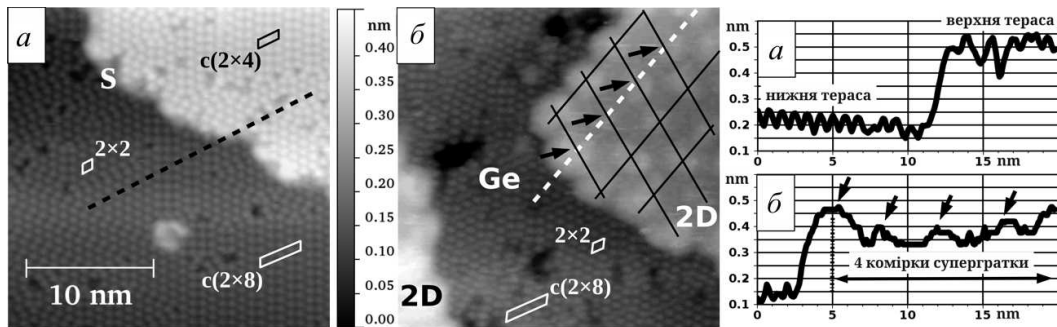 а
S
c(2×4)
2×2
c(2×8)
10 nm
nm
0.40
0.30
0.25
0.20
0.15
0.10
0.05
0.00
б
Ge
2D
2×2
c(2×8)
2D
nm
а
верхня тераса
0.5
0.4
0.3
нижня тераса
0.2
0.1
0 5 10 15 nm
nm
б
0.5
0.4
0.3
4 комірки суперґратки
0.2
0.1
0 5 10 15 nm